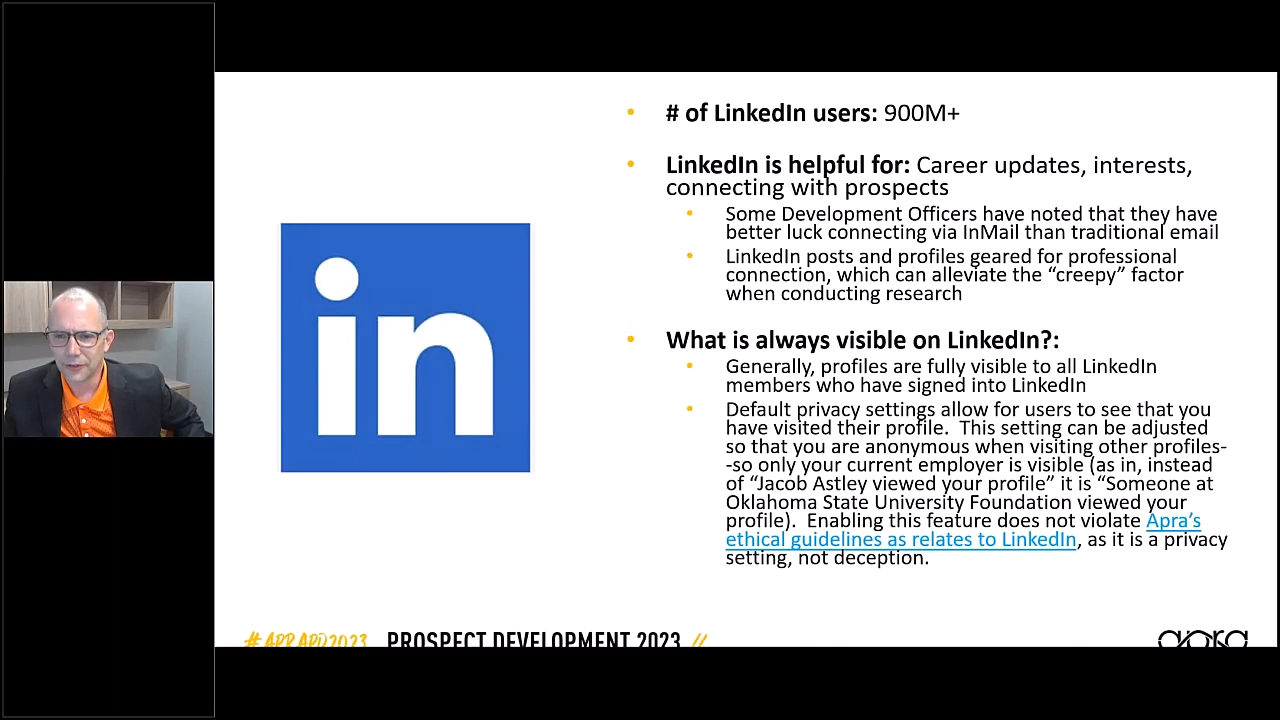 in
# of LinkedIn users: 900M+
LinkedIn is helpful for: Career updates, interests,
connecting with prospects
Some Development Officers have noted that they have
better luck connecting via InMail than traditional email
LinkedIn posts and profiles geared for professional
connection, which can alleviate the “creepy” factor
when conducting research
What is always visible on LinkedIn?:
Generally, profiles are fully visible to all LinkedIn
members who have signed into LinkedIn
Default privacy settings allow for users to see that you
have visited their profile.  This setting can be adjusted
so that you are anonymous when visiting other profiles-
-so only your current employer is visible (as in, instead
of “Jacob Astley viewed your profile” it is “Someone at
Oklahoma State University Foundation viewed your
profile).  Enabling this feature does not violate Apra’s
ethical guidelines as relates to LinkedIn, as it is a privacy
setting, not deception.
#APRAPD2023 PROSPECT DEVELOPMENT 2023 //
apra